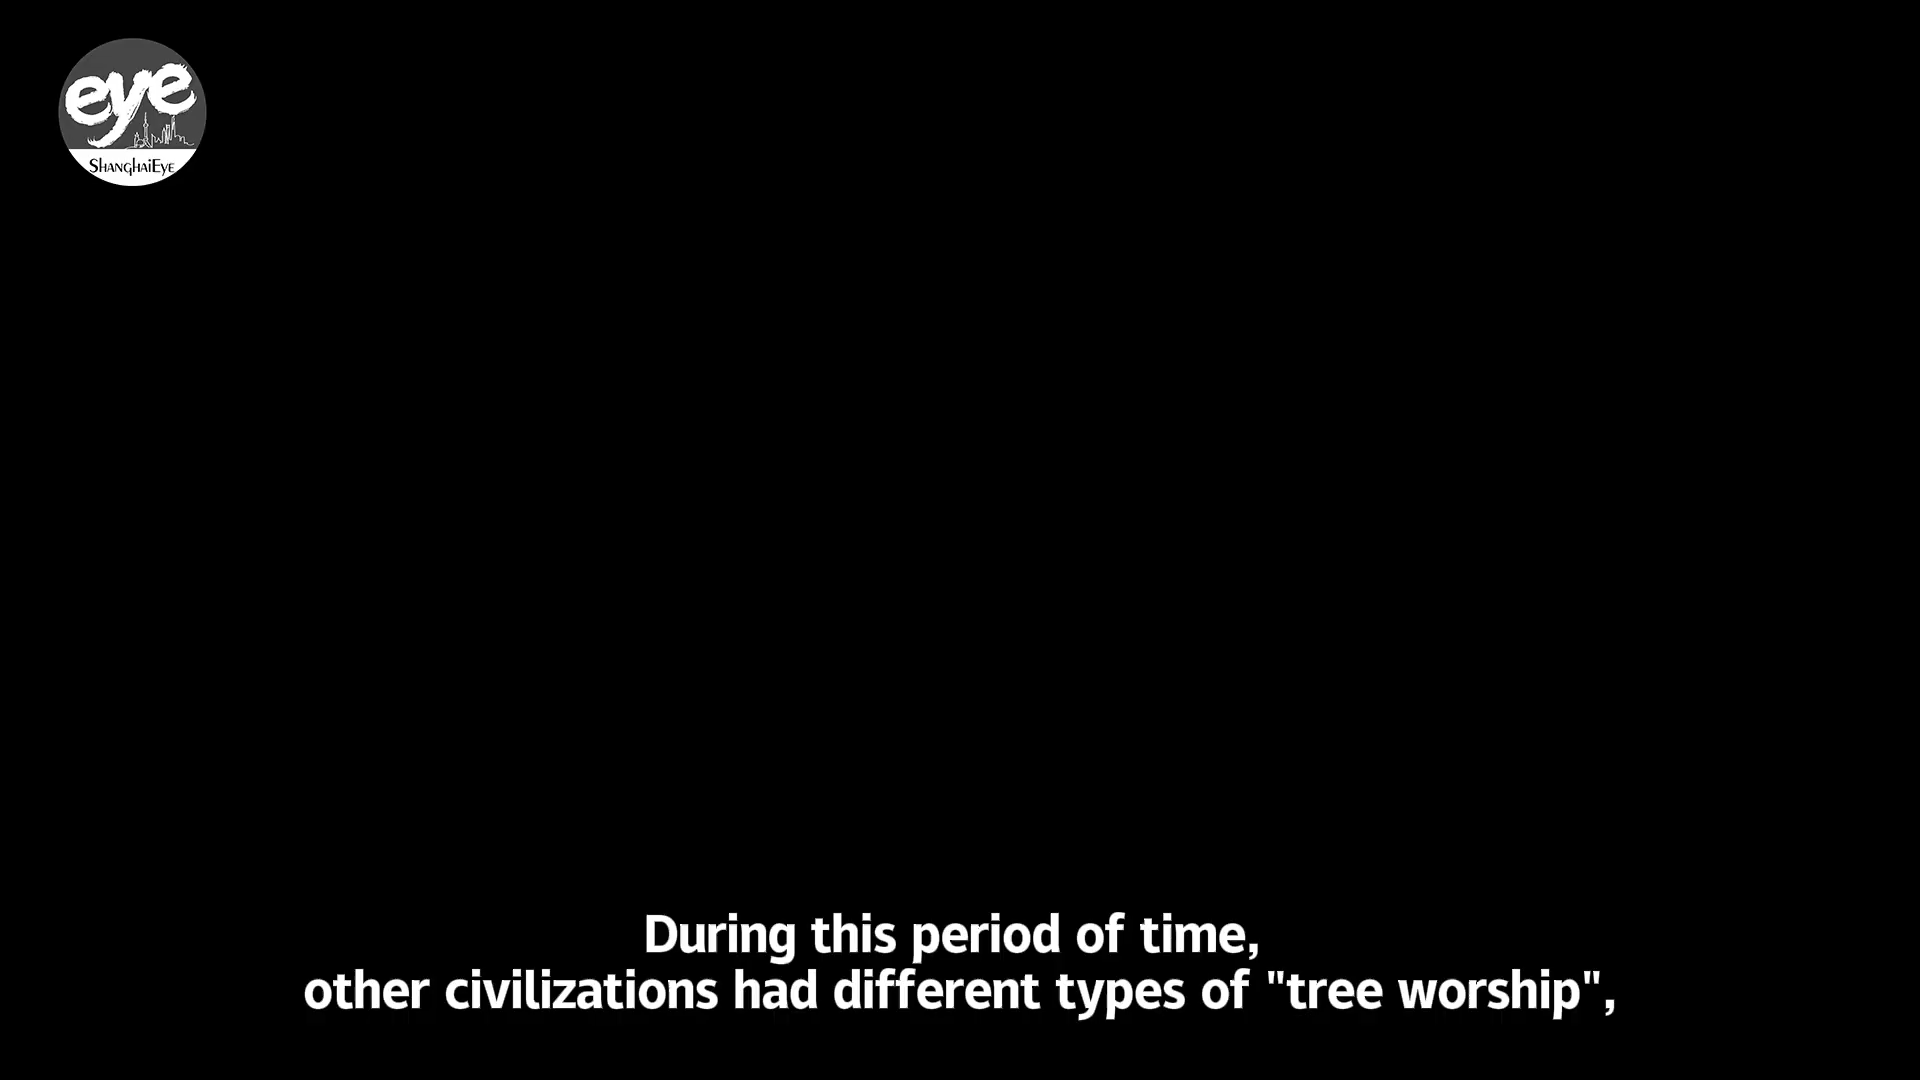 eye
ShanghaiEye
During this period of time,
other civilizations had different types of "tree worship",